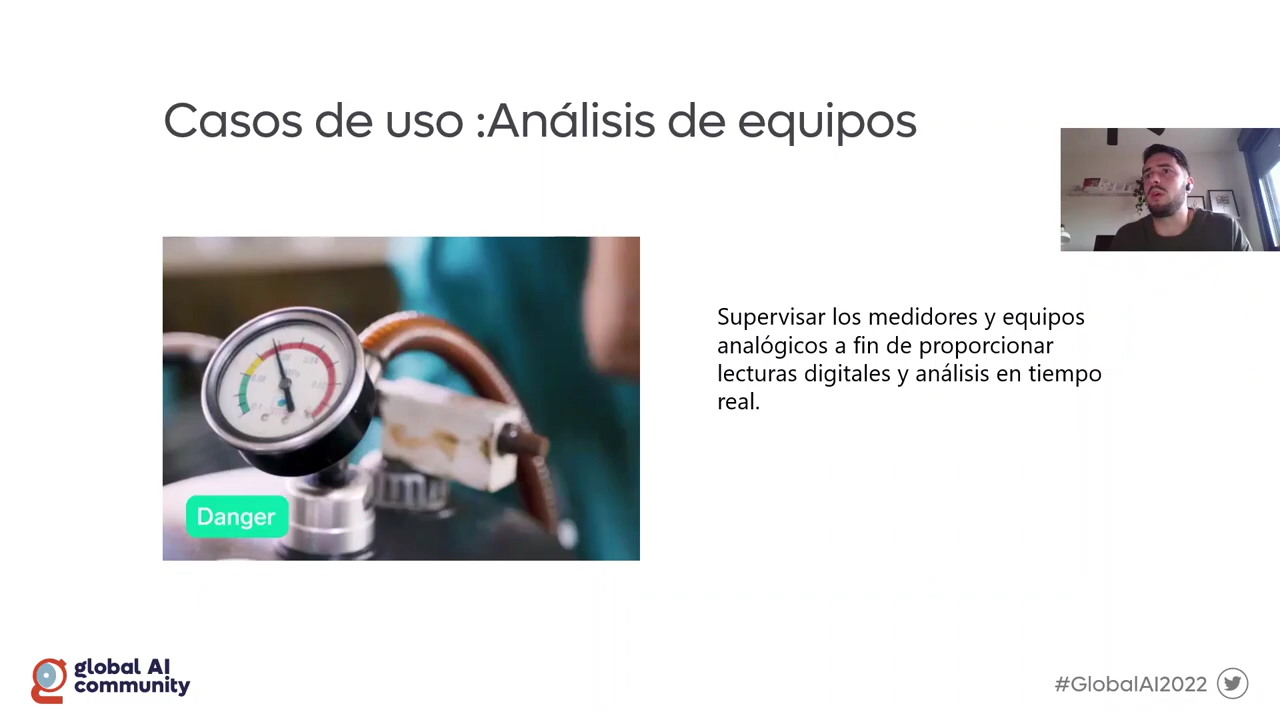 Casos de uso :Análisis de equipos
Supervisar los medidores y equipos
analógicos a fin de proporcionar
lecturas digitales y análisis en tiempo
real.
Danger
global AI
community
#GlobalAI2022